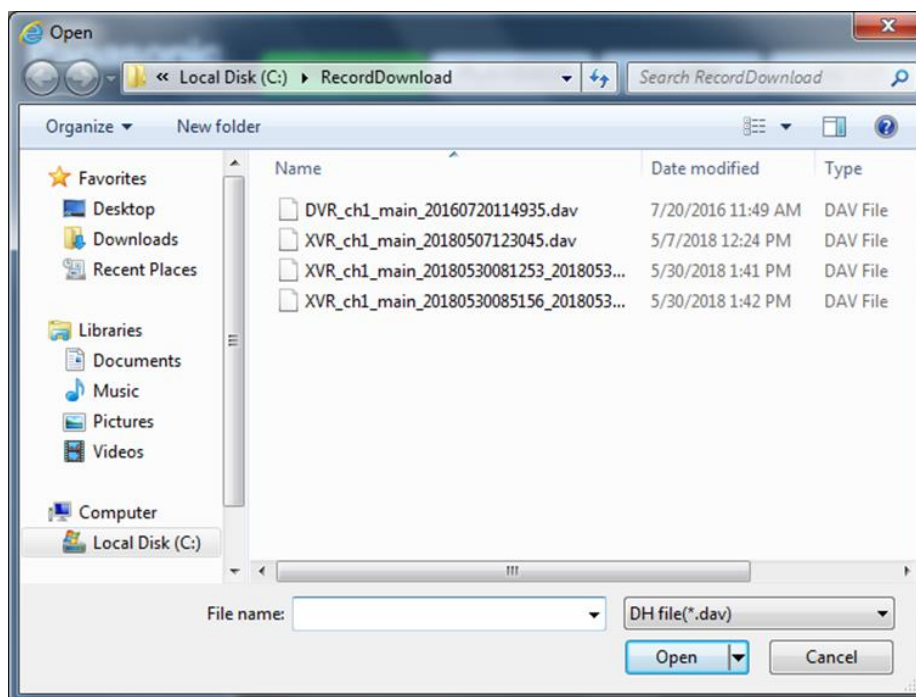 Open
« Local Disk (C:) RecordDownload Search RecordDownload
Organize New folder
Favorites
Desktop
Downloads
Recent Places
Libraries
Documents
Music
Pictures
Videos
Computer
Local Disk (C:)
Name Date modified Type
DVR_ch1_main_20160720114935.dav 7/20/2016 11:49 AM DAV File
XVR_ch1_main_20180507123045.dav 5/7/2018 12:24 PM DAV File
XVR_ch1_main_20180530081253_2018053... 5/30/2018 1:41 PM DAV File
XVR_ch1_main_20180530085156_2018053... 5/30/2018 1:42 PM DAV File
File name: DH file(*.dav)
Open Cancel